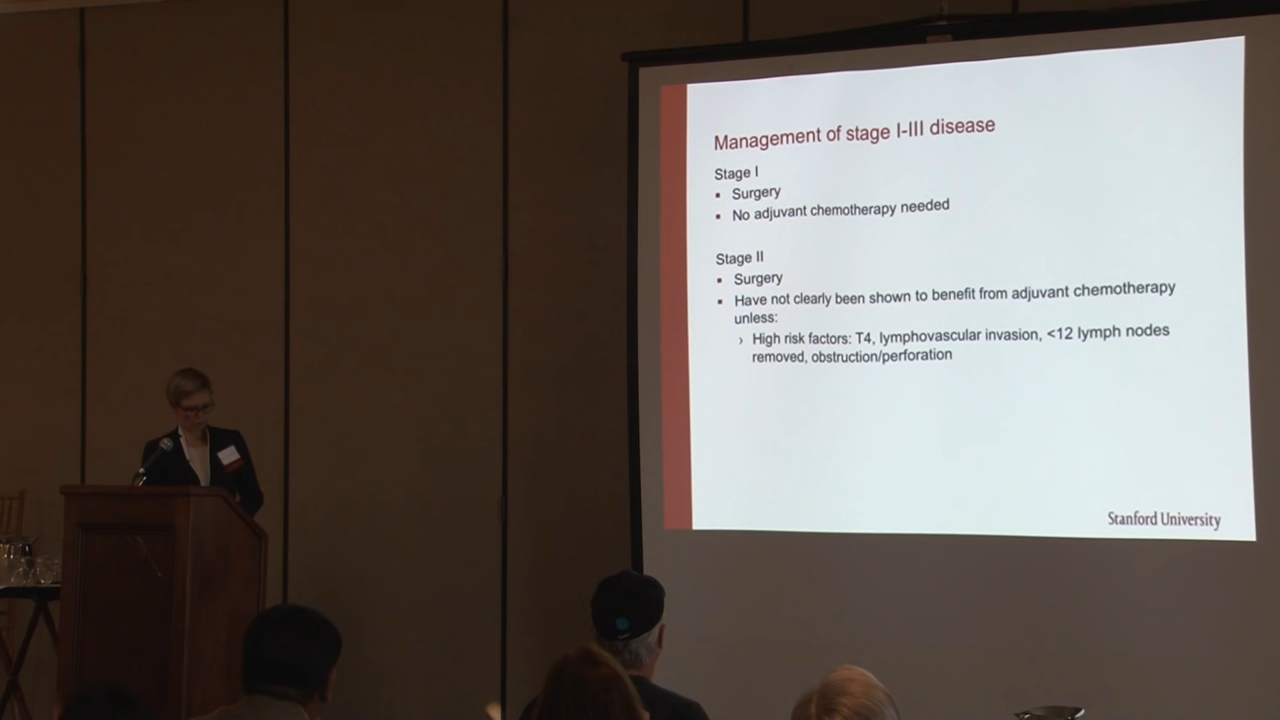 Management of stage I-III disease
Stage I
▪ Surgery
▪ No adjuvant chemotherapy needed
Stage II
▪ Surgery
▪ Have not clearly been shown to benefit from adjuvant chemotherapy
unless:
› High risk factors: T4, lymphovascular invasion, <12 lymph nodes
removed, obstruction/perforation
Stanford University